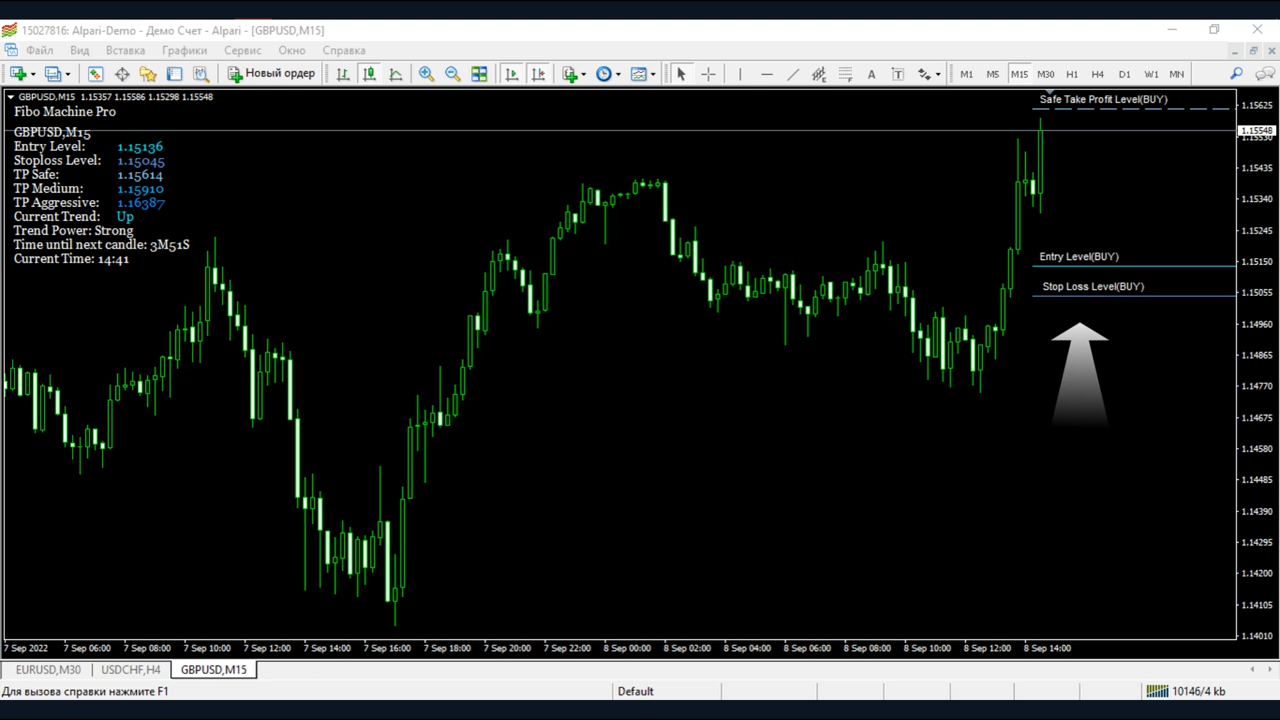 15027816: Alpari-Demo - Демо Счет - Alpari - [GBPUSD,M15]
Файл Вид Вставка Графики Сервис Окно Справка
Новый ордер A T M1 M5 M15 M30 H1 H4 D1 W1 MN
GBPUSD,M15 1.15357 1.15586 1.15298 1.15548
Fibo Machine Pro
GBPUSD,M15
Entry Level: 1.15136
Stoploss Level: 1.15045
TP Safe: 1.15614
TP Medium: 1.15910
TP Aggressive: 1.16387
Current Trend: Up
Trend Power: Strong
Time until next candle: 3M51S
Current Time: 14:41
Safe Take Profit Level(BUY)
Entry Level(BUY)
Stop Loss Level(BUY)
1.15625
1.15548
1.15530
1.15435
1.15340
1.15245
1.15150
1.15055
1.14960
1.14865
1.14770
1.14675
1.14580
1.14485
1.14390
1.14295
1.14200
1.14105
1.14010
7 Sep 2022 7 Sep 06:00 7 Sep 08:00 7 Sep 10:00 7 Sep 12:00 7 Sep 14:00 7 Sep 16:00 7 Sep 18:00 7 Sep 20:00 7 Sep 22:00 8 Sep 00:00 8 Sep 02:00 8 Sep 04:00 8 Sep 06:00 8 Sep 08:00 8 Sep 10:00 8 Sep 12:00 8 Sep 14:00
EURUSD,M30 USDCHF,H4 GBPUSD,M15
Для вызова справки нажмите F1 Default 10146/4 kb